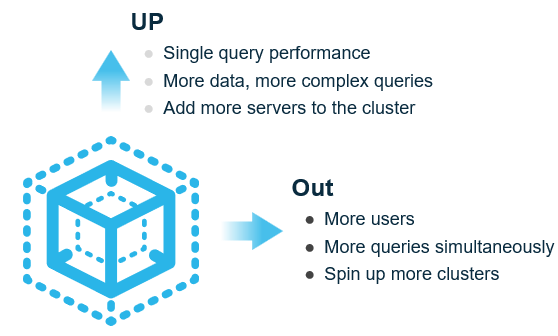 UP
Single query performance
More data, more complex queries
Add more servers to the cluster
Out
More users
More queries simultaneously
Spin up more clusters